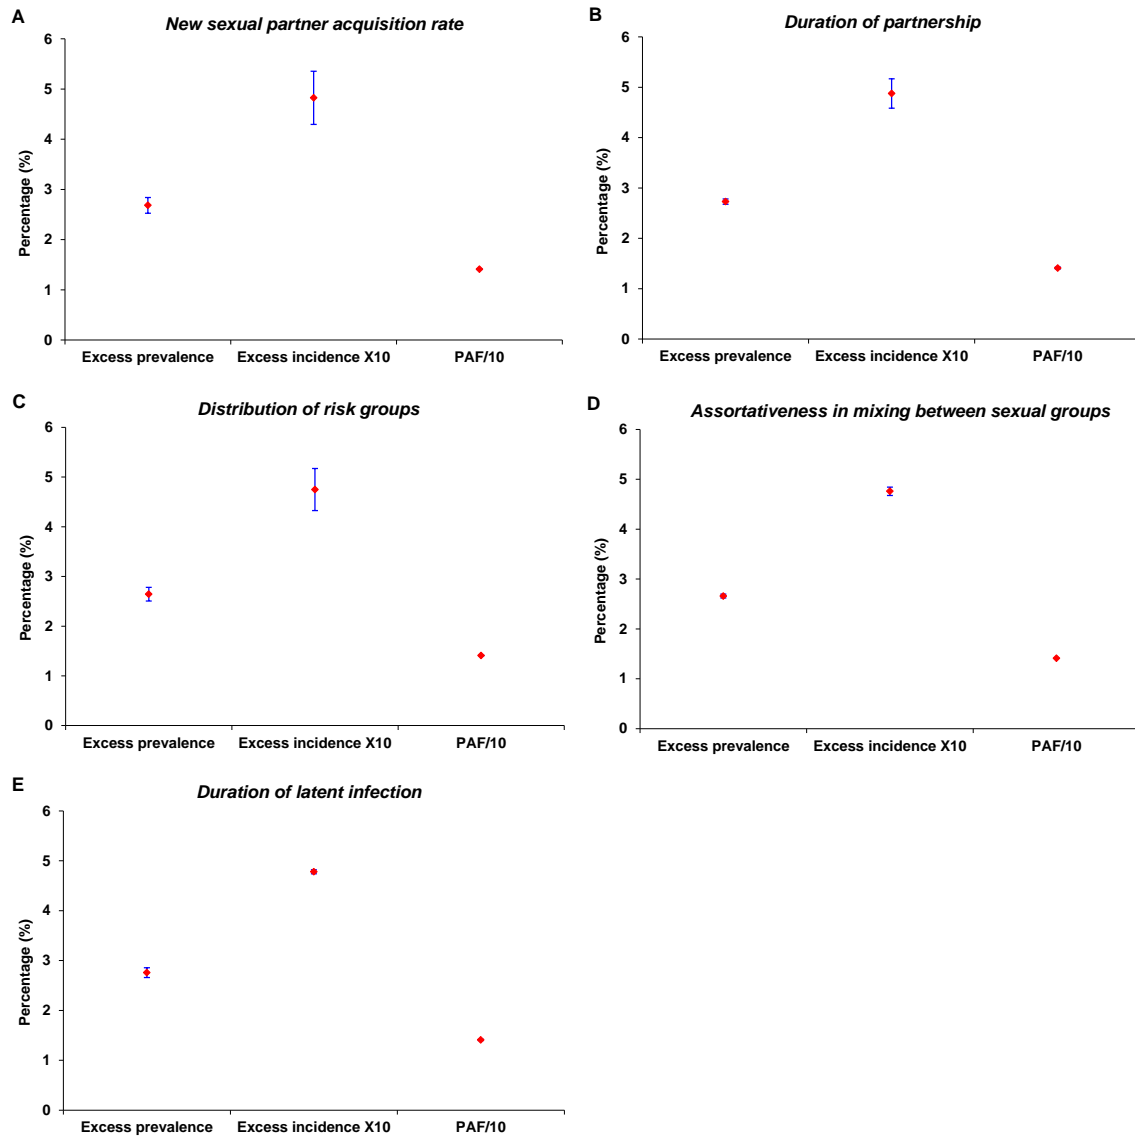 A
New sexual partner acquisition rate
6
5
4
3
2
1
0
Percentage (%)
Excess prevalence
Excess incidence X10
PAF/10
B
Duration of partnership
6
5
4
3
2
1
0
Percentage (%)
Excess prevalence
Excess incidence X10
PAF/10
C
Distribution of risk groups
6
5
4
3
2
1
0
Percentage (%)
Excess prevalence
Excess incidence X10
PAF/10
D
Assortativeness in mixing between sexual groups
6
5
4
3
2
1
0
Percentage (%)
Excess prevalence
Excess incidence X10
PAF/10
E
Duration of latent infection
6
5
4
3
2
1
0
Percentage (%)
Excess prevalence
Excess incidence X10
PAF/10